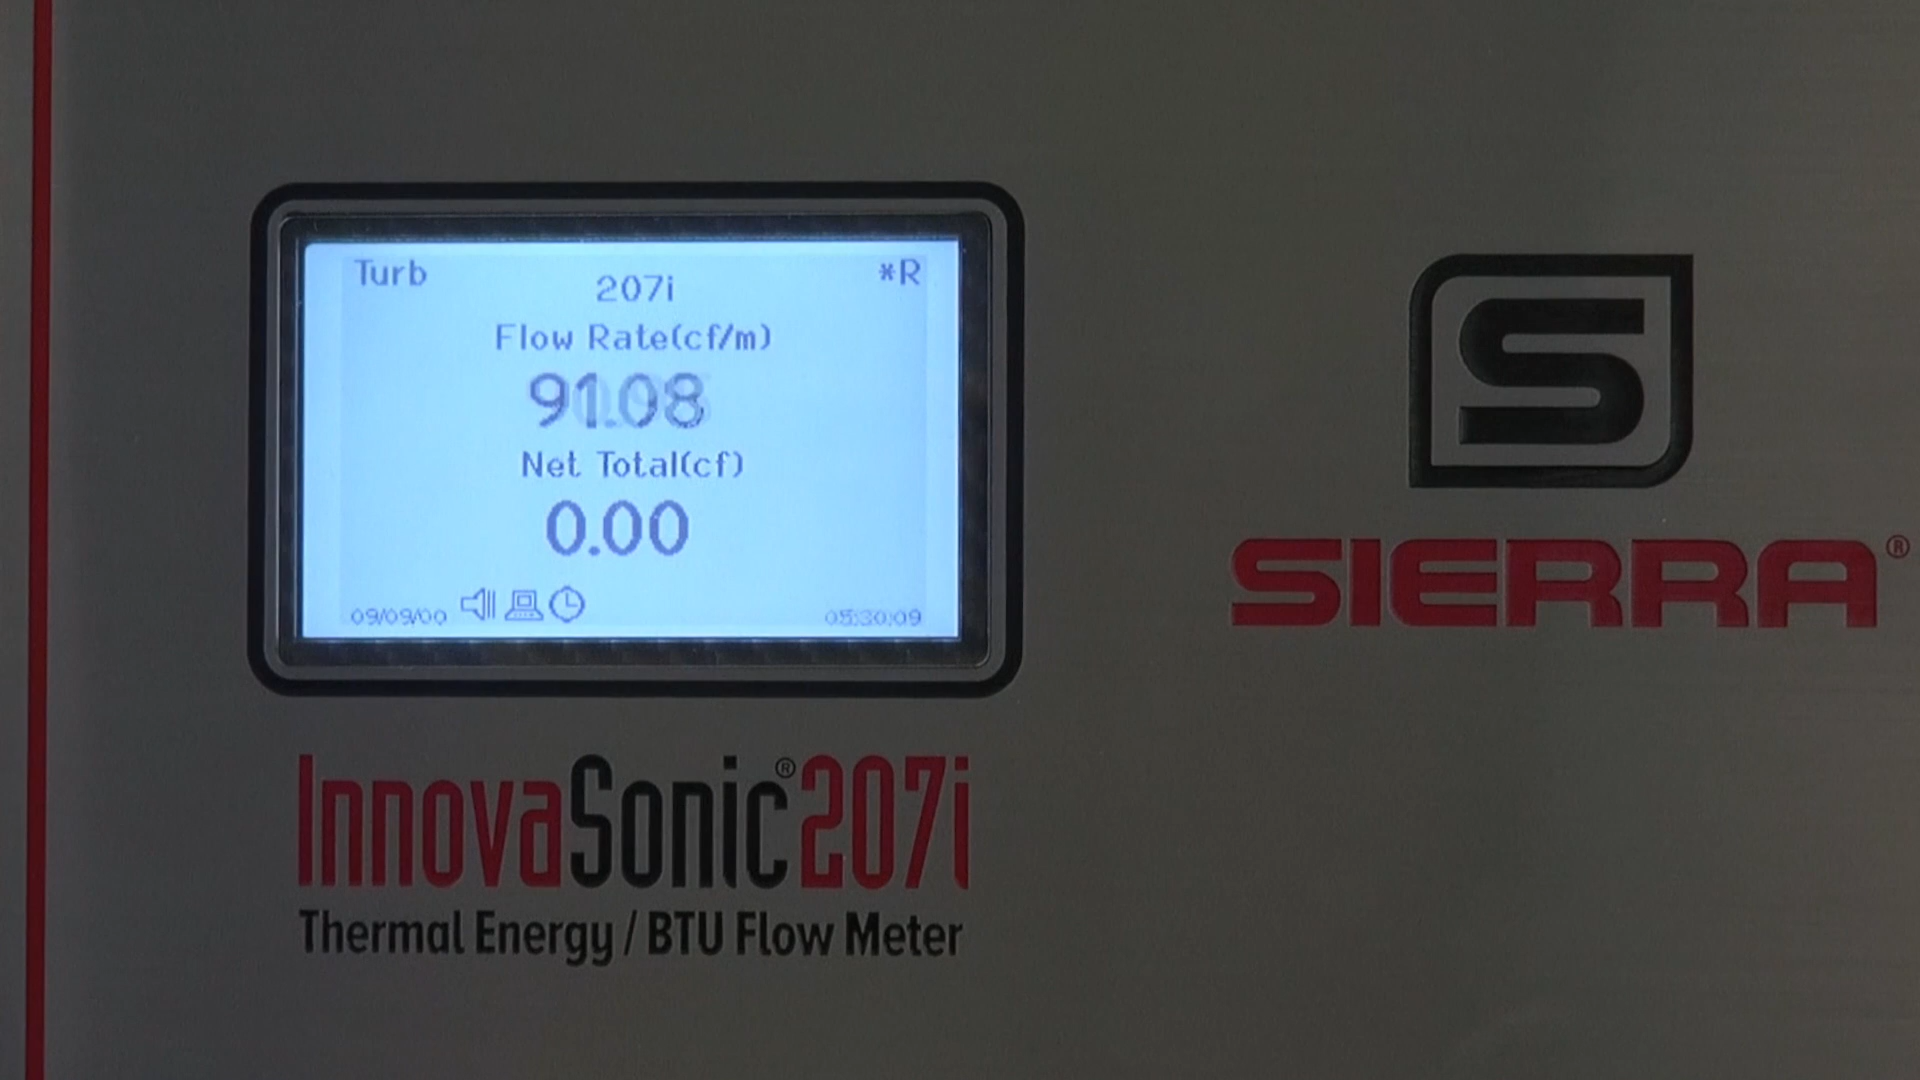 Turb
207i
*R
Flow Rate(cf/m)
91.08
Net Total(cf)
0.00
09/09/00
05:30:09
S
SIERRA®
InnovaSonic®207i
Thermal Energy / BTU Flow Meter